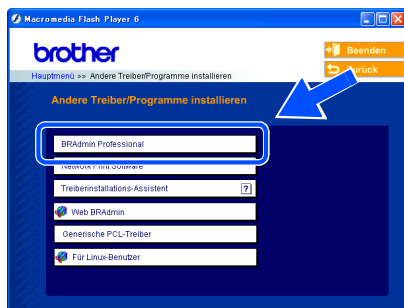 Macromedia Flash Player 6
brother
Beenden
Zurück
Hauptmenü >> Andere Treiber/Programme installieren
Andere Treiber/Programme installieren
BRAdmin Professional
Network Print Software
Treiberinstallations-Assistent ?
Web BRAdmin
Generische PCL-Treiber
Für Linux-Benutzer